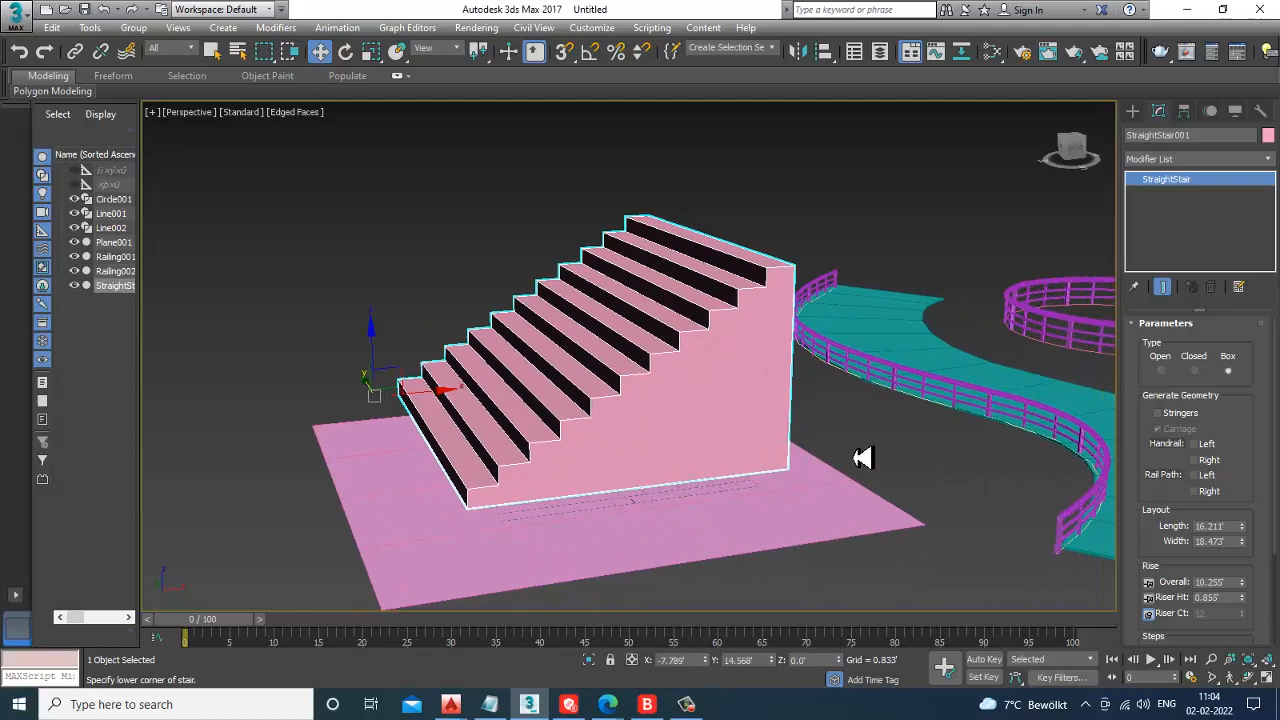 MAX
Workspace: Default
Autodesk 3ds Max 2017
Untitled
Type a keyword or phrase
Sign In
Edit
Tools
Group
Views
Create
Modifiers
Animation
Graph Editors
Rendering
Civil View
Customize
Scripting
Content
Help
All
View
Create Selection Se
Modeling
Freeform
Selection
Object Paint
Populate
Polygon Modeling
Select
Display
[+] [Perspective] [Standard] [Edged Faces]
StraightStair001
Name (Sorted Ascen
Modifier List
StraightStair
Circle001
Line001
Line002
Plane001
Railing001
Railing002
StraightSt
z
y
x
Parameters
Type
Open
Closed
Box
Generate Geometry
Stringers
Carriage
Handrail:
Left
Right
Rail Path:
Left
Right
Layout
Length: 16.211'
Width: 18.473'
Rise
Overall: 10.255'
Riser Ht: 0.855'
Riser Ct: 12
Steps
0 / 100
0 5 10 15 20 25 30 35 40 45 50 55 60 65 70 75 80 85 90 95 100
1 Object Selected
X: -7.789'
Y: 14.568'
Z: 0.0'
Grid = 0.833'
Auto Key
Selected
MAXScript Mi
Specify lower corner of stair.
Add Time Tag
Set Key
Key Filters...
0
Type here to search
7°C Bewölkt
ENG
11:04
02-02-2022